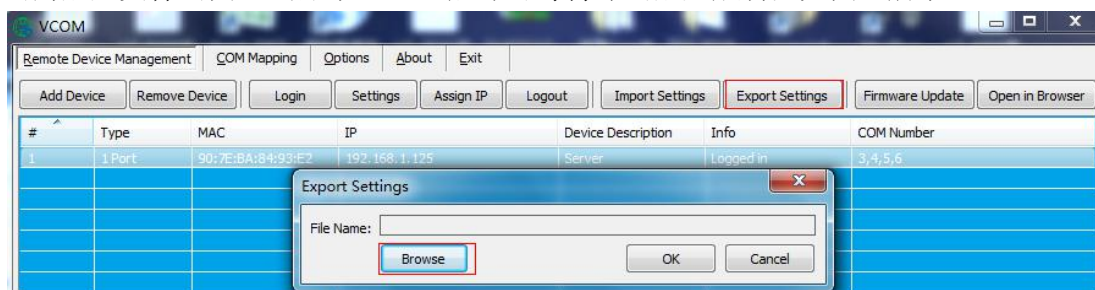 VCOM
Remote Device Management COM Mapping Options About Exit
Add Device Remove Device Login Settings Assign IP Logout Import Settings Export Settings Firmware Update Open in Browser
# Type MAC IP Device Description Info COM Number
1 1 Port 90:7E:BA:84:93:E2 192.168.1.125 Server Logged in 3,4,5,6
Export Settings
File Name:
Browse OK Cancel